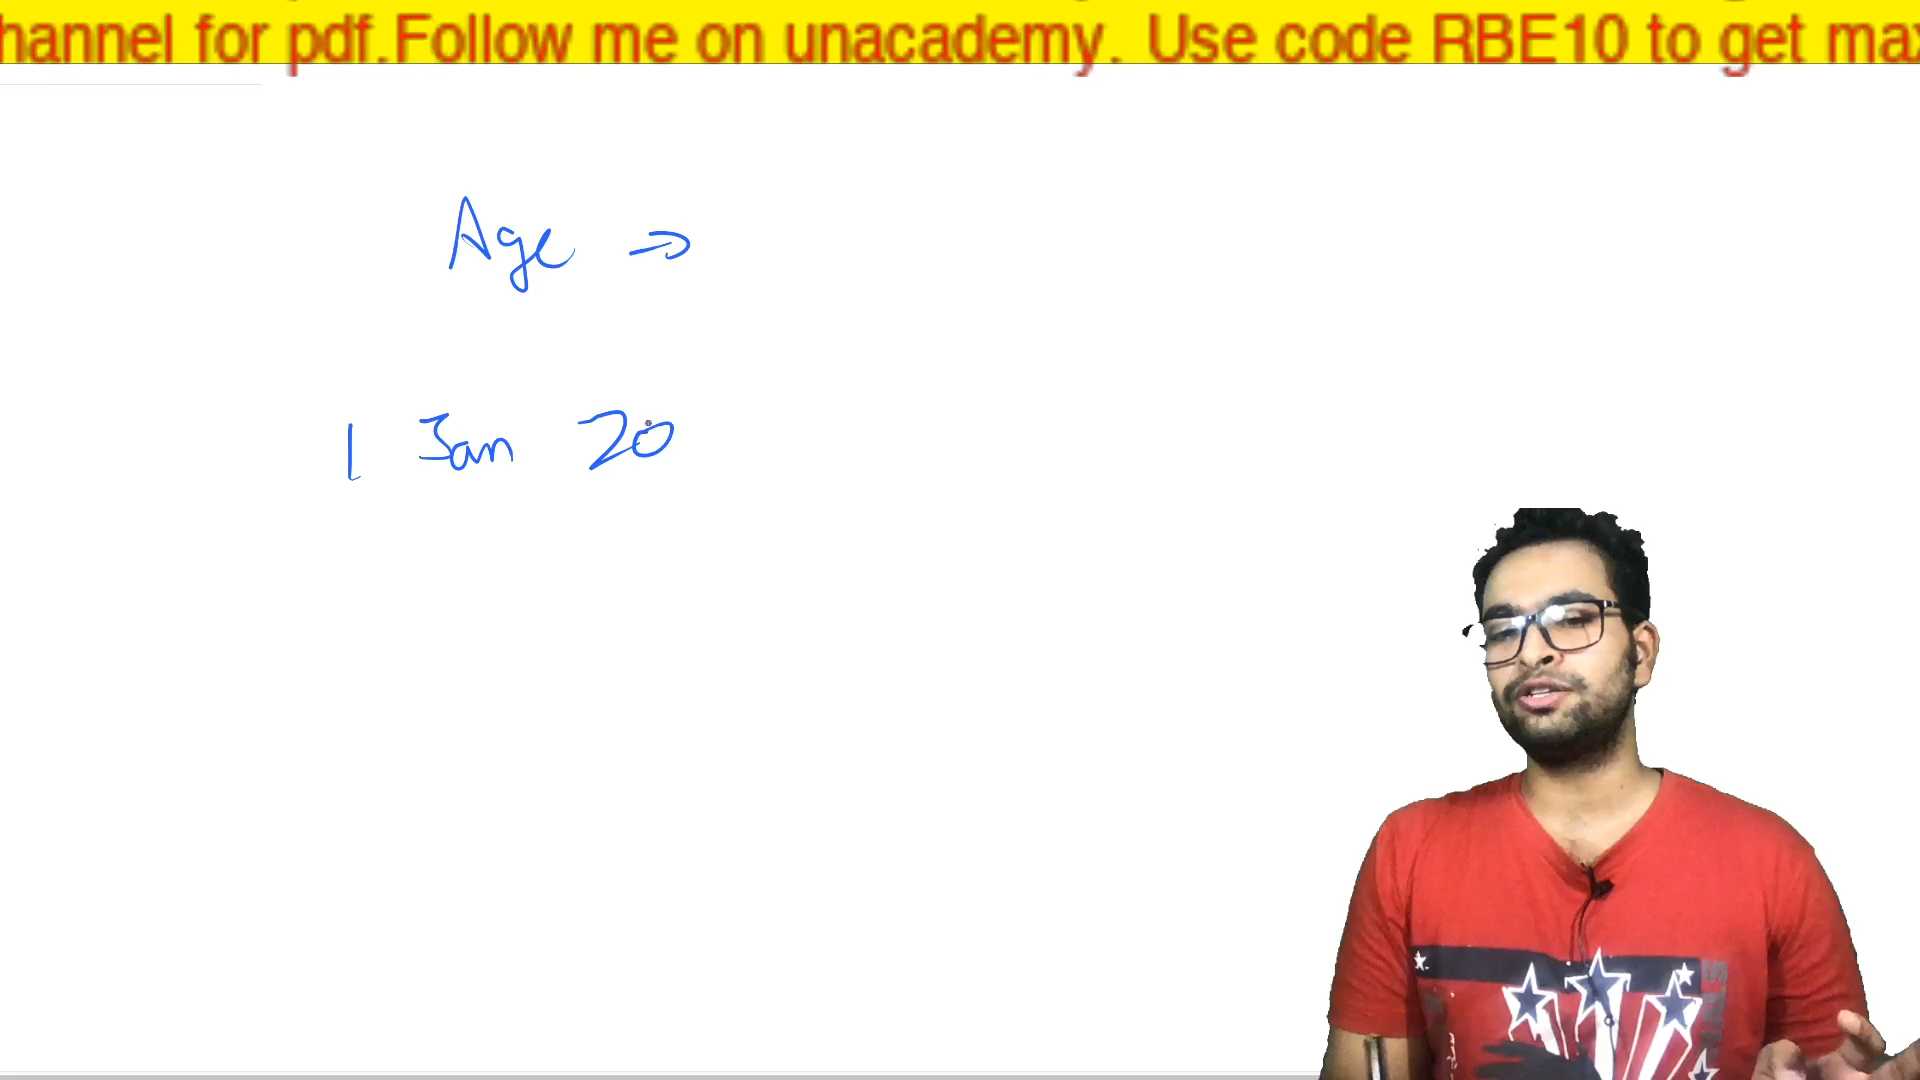 hannel for pdf.Follow me on unacademy. Use code RBE10 to get max
Age →
1 Jan 20